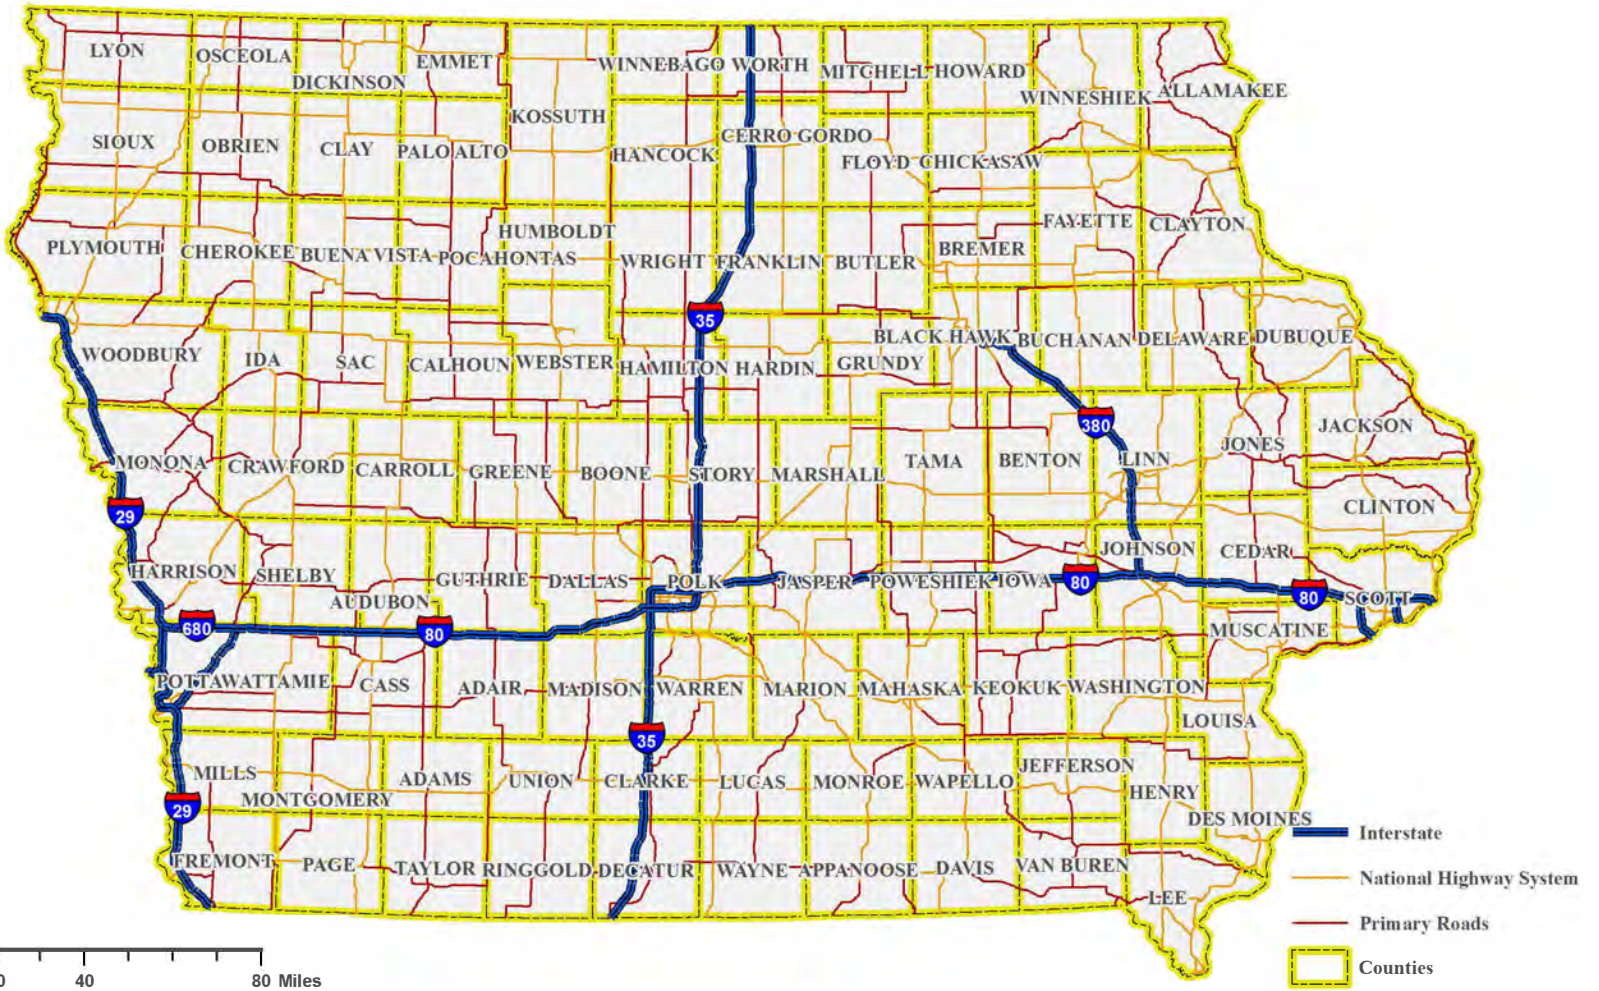 LYON
OSCEOLA
DICKINSON
EMMET
KOSSUTH
WINNEBAGO
WORTH
MITCHELL
HOWARD
WINNESHIEK
ALLAMAKEE
SIOUX
OBRIEN
CLAY
PALO ALTO
HANCOCK
CERRO GORDO
FLOYD
CHICKASAW
PLYMOUTH
CHEROKEE
BUENA VISTA
POCAHONTAS
HUMBOLDT
WRIGHT
FRANKLIN
BUTLER
BREMER
FAYETTE
CLAYTON
35
WOODBURY
IDA
SAC
CALHOUN
WEBSTER
HAMILTON
HARDIN
GRUNDY
BLACK HAWK
BUCHANAN
DELAWARE
DUBUQUE
380
MONONA
CRAWFORD
CARROLL
GREENE
BOONE
STORY
MARSHALL
TAMA
BENTON
LINN
JONES
JACKSON
CLINTON
29
HARRISON
SHELBY
AUDUBON
GUTHRIE
DALLAS
POLK
JASPER
POWESHIEK
IOWA
80
JOHNSON
CEDAR
80
SCOTT
MUSCATINE
680
80
POTTAWATTAMIE
CASS
ADAIR
MADISON
WARREN
MARION
MAHASKA
KEOKUK
WASHINGTON
LOUISA
35
MILLS
MONTGOMERY
ADAMS
UNION
CLARKE
LUCAS
MONROE
WAPELLO
JEFFERSON
HENRY
DES MOINES
29
FREMONT
PAGE
TAYLOR
RINGGOLD
DECATUR
WAYNE
APPANOOSE
DAVIS
VAN BUREN
LEE
Interstate
National Highway System
Primary Roads
Counties
0 40 80 Miles